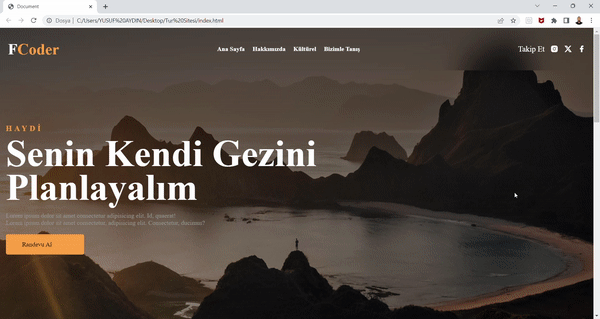 Document
Dosya | C:/Users/YUSUF%20AYDIN/Desktop/Tur%20Sitesi/index.html
FCoder
Ana Sayfa Hakkımızda Kültürel Bizimle Tanış
Takip Et
HAYDİ
Senin Kendi Gezini
Planlayalım
Lorem ipsum dolor sit amet consectetur adipisicing elit. Id, quaerat!
Lorem ipsum dolor sit amet consectetur, adipisicing elit. Consectetur, ducimus?
Randevu Al